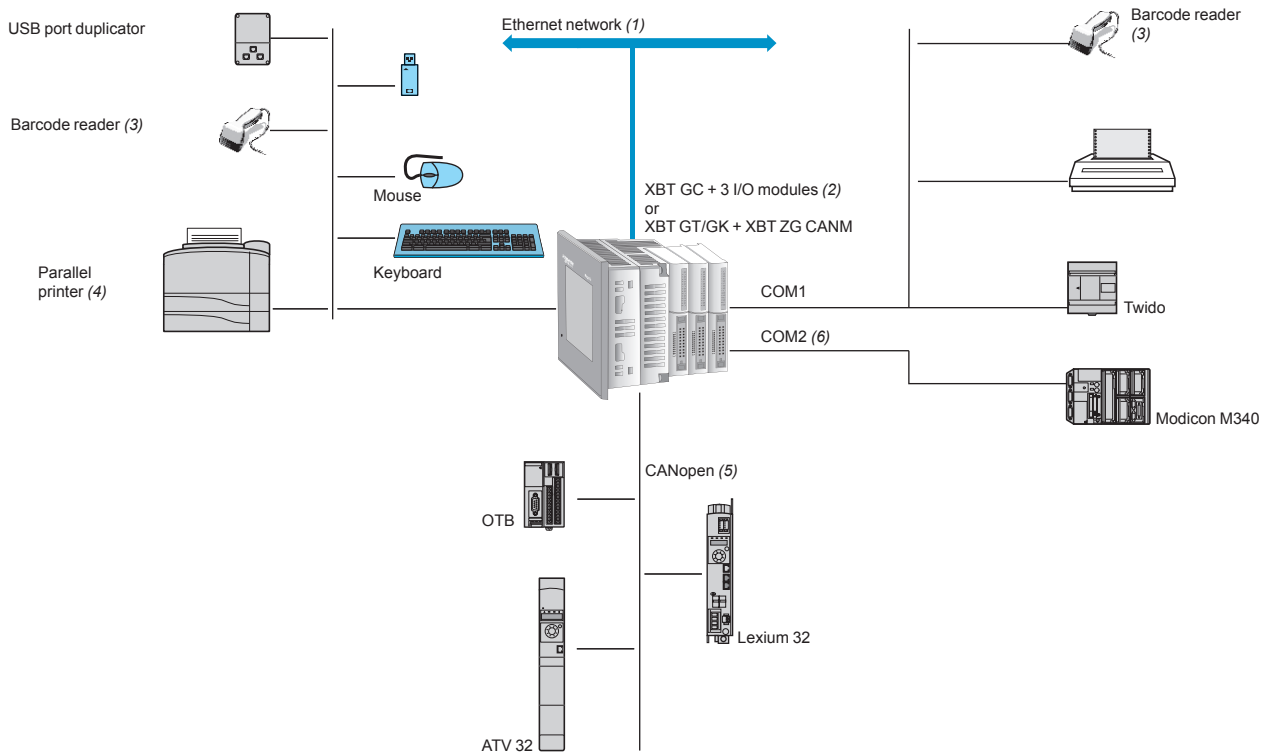 USB port duplicator
Ethernet network (1)
Barcode reader
(3)
Barcode reader (3)
Mouse
XBT GC + 3 I/O modules (2)
or
XBT GT/GK + XBT ZG CANM
Keyboard
Parallel
printer (4)
COM1
Twido
COM2 (6)
Modicon M340
CANopen (5)
OTB
Lexium 32
ATV 32